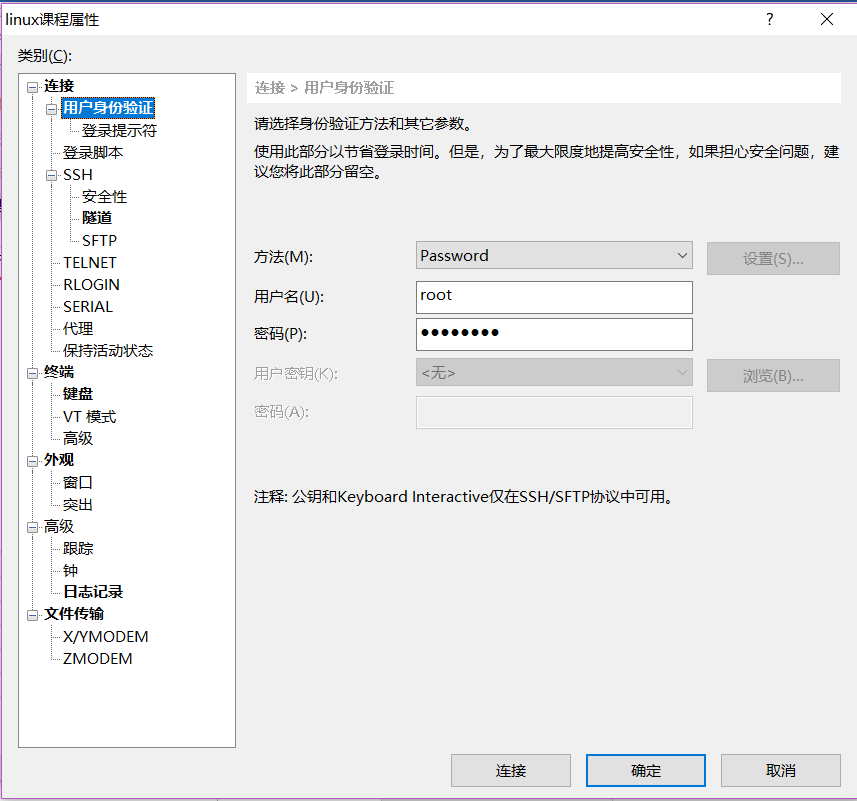 linux课程属性
?
类别(C):
连接
用户身份验证
登录提示符
登录脚本
SSH
安全性
隧道
SFTP
TELNET
RLOGIN
SERIAL
代理
保持活动状态
终端
键盘
VT 模式
高级
外观
窗口
突出
高级
跟踪
钟
日志记录
文件传输
X/YMODEM
ZMODEM
连接 > 用户身份验证
请选择身份验证方法和其它参数。
使用此部分以节省登录时间。但是，为了最大限度地提高安全性，如果担心安全问题，建
议您将此部分留空。
方法(M):
Password
设置(S)...
用户名(U):
root
密码(P):
●●●●●●●●
用户密钥(K):
<无>
浏览(B)...
密码(A):
注释: 公钥和Keyboard Interactive仅在SSH/SFTP协议中可用。
连接
确定
取消